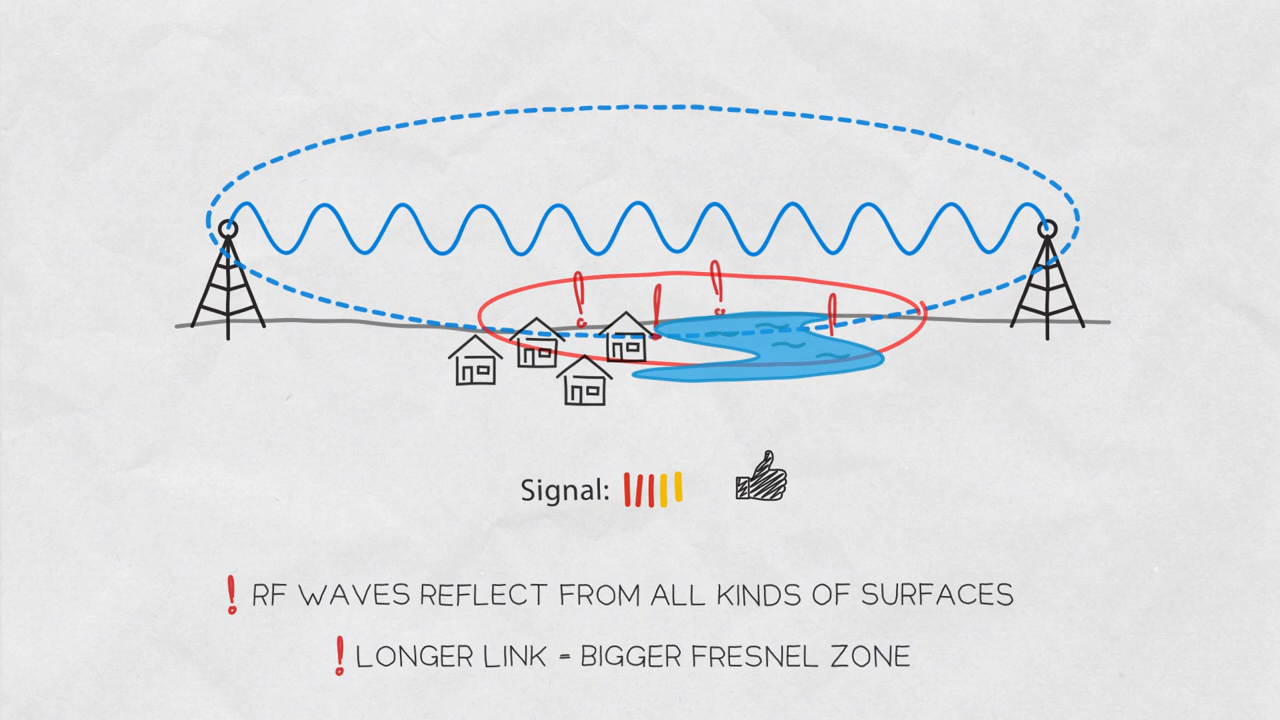 Signal:
! RF WAVES REFLECT FROM ALL KINDS OF SURFACES
! LONGER LINK = BIGGER FRESNEL ZONE